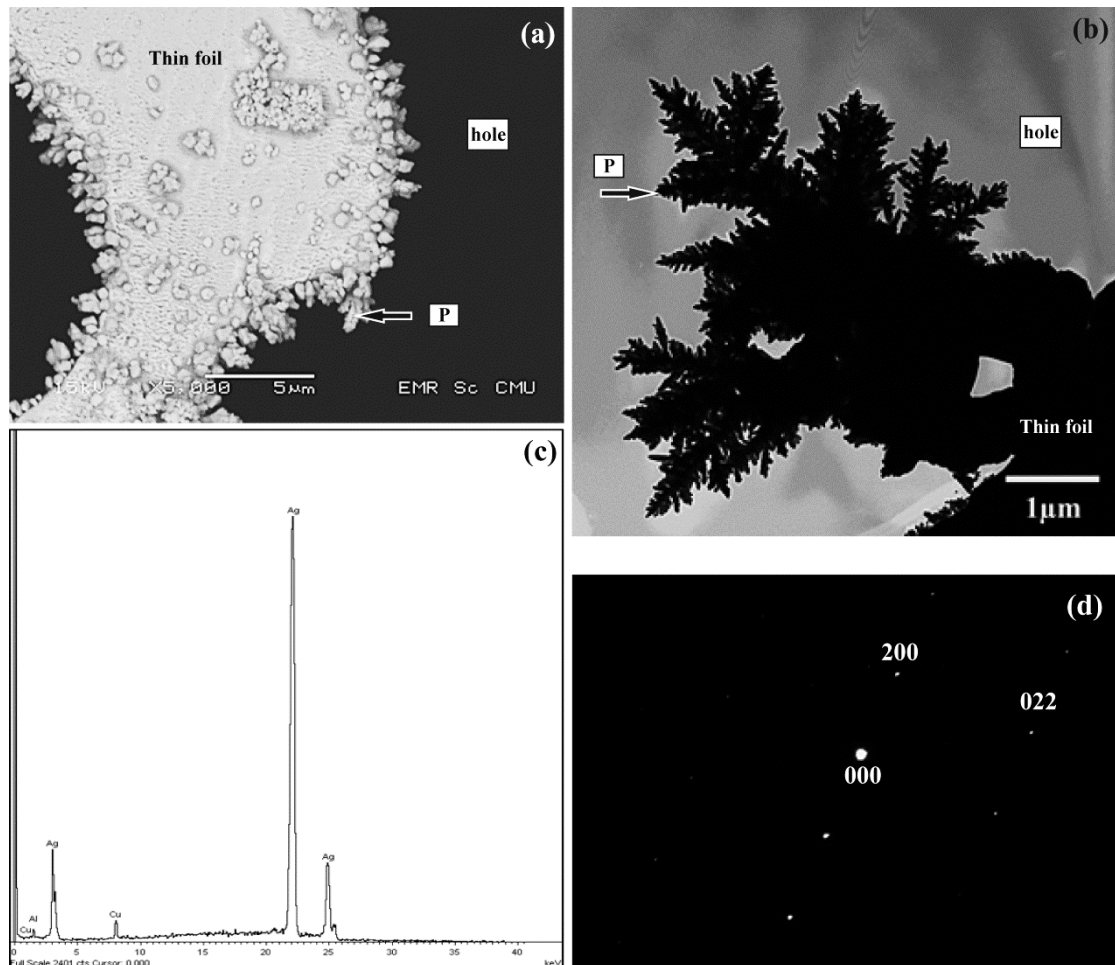 (a)
Thin foil
hole
P
15kV X5,000 5μm EMR Sc CMU
(b)
hole
P
Thin foil
1μm
(c)
Ag
Ag
Ag
Al
Cu
Cu
0 5 10 15 20 25 30 35 40
keV
Full Scale 2401 cts Cursor: 0.000
(d)
200
022
000